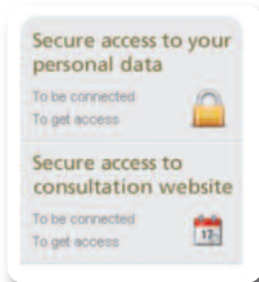 Secure access to your
personal data
To be connected
To get access
Secure access to
consultation website
To be connected
To get access
17